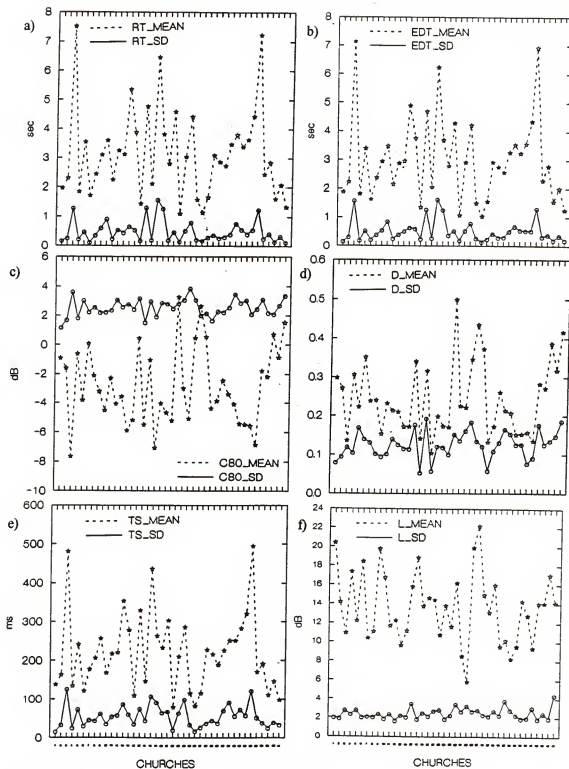 a)
8
7
6
5
4
3
2
1
0
sec
RT_MEAN
RT_SD
b)
8
7
6
5
4
3
2
1
0
sec
EDT_MEAN
EDT_SD
c)
6
4
2
0
−2
−4
−6
−8
−10
dB
C80_MEAN
C80_SD
d)
0.6
0.5
0.4
0.3
0.2
0.1
0.0
D_MEAN
D_SD
e)
600
500
400
300
200
100
0
ms
TS_MEAN
TS_SD
CHURCHES
f)
24
22
20
18
16
14
12
10
8
6
4
2
0
dB
L_MEAN
L_SD
CHURCHES